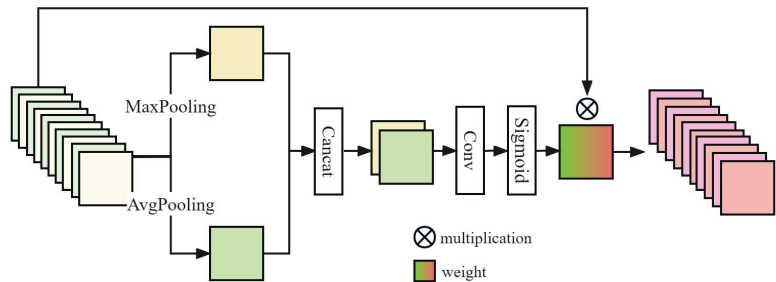 MaxPooling
AvgPooling
Cancat
Conv
Sigmoid
multiplication
weight